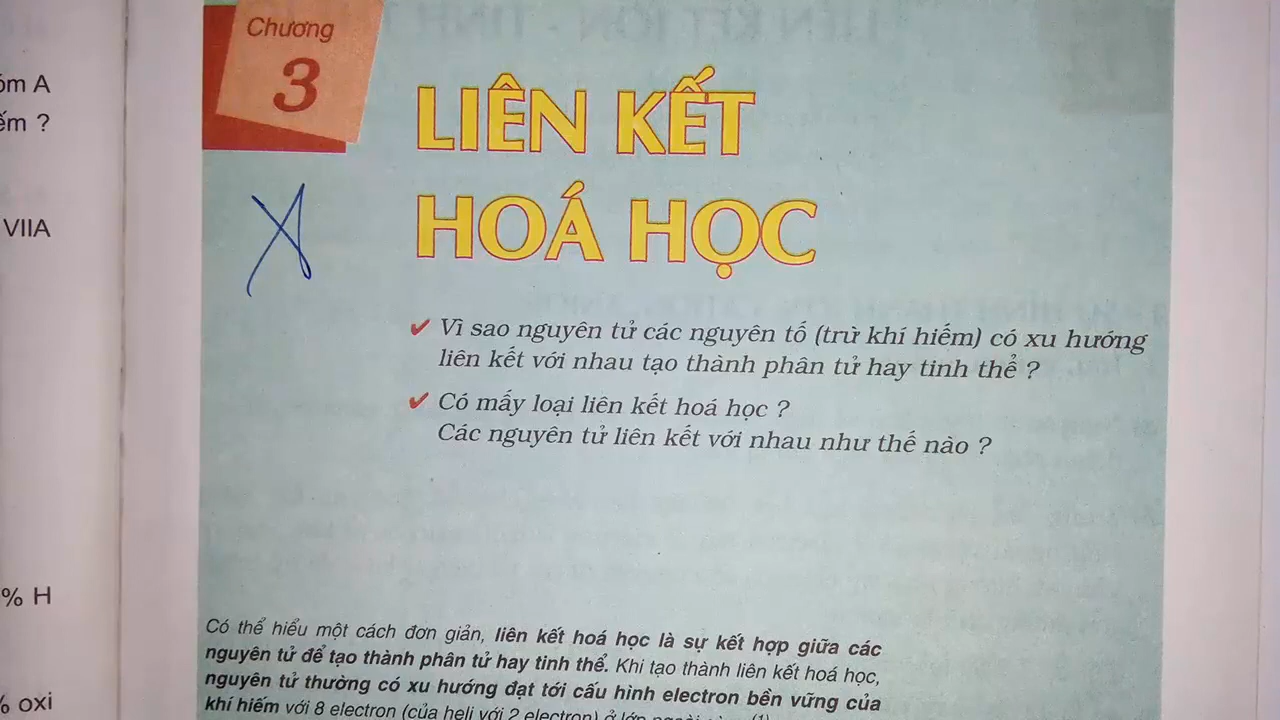 Chương
3
LIÊN KẾT
HOÁ HỌC
✔ Vì sao nguyên tử các nguyên tố (trừ khí hiếm) có xu hướng
liên kết với nhau tạo thành phân tử hay tinh thể ?
✔ Có mấy loại liên kết hoá học ?
Các nguyên tử liên kết với nhau như thế nào ?
Có thể hiểu một cách đơn giản, liên kết hoá học là sự kết hợp giữa các
nguyên tử để tạo thành phân tử hay tinh thể. Khi tạo thành liên kết hoá học,
nguyên tử thường có xu hướng đạt tới cấu hình electron bền vững của
khí hiếm với 8 electron (của heli với 2 electron) ở lớp
VIIA
% H
% oxi